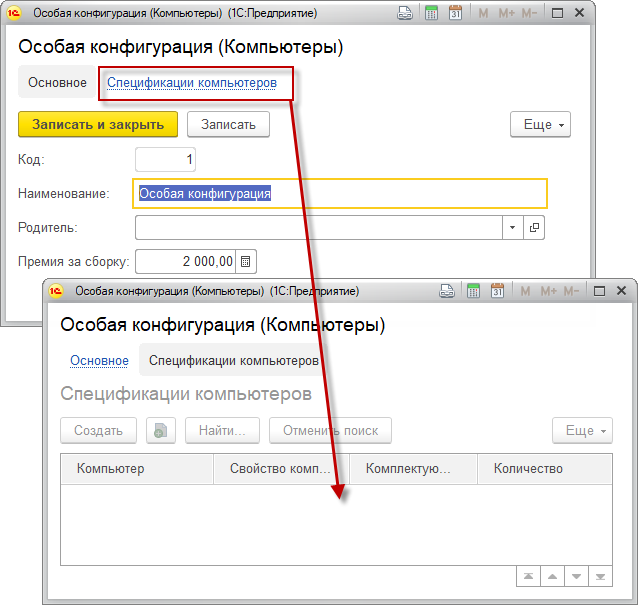 Особая конфигурация (Компьютеры) (1С:Предприятие)
31 M M+ M−
Особая конфигурация (Компьютеры)
Основное Спецификации компьютеров
Записать и закрыть Записать Еще
Код: 1
Наименование: Особая конфигурация
Родитель:
Премия за сборку: 2 000,00
Особая конфигурация (Компьютеры) (1С:Предприятие)
31 M M+ M−
Особая конфигурация (Компьютеры)
Основное Спецификации компьютеров
Спецификации компьютеров
Создать Найти... Отменить поиск Еще
Компьютер Свойство комп... Комплектую... Количество